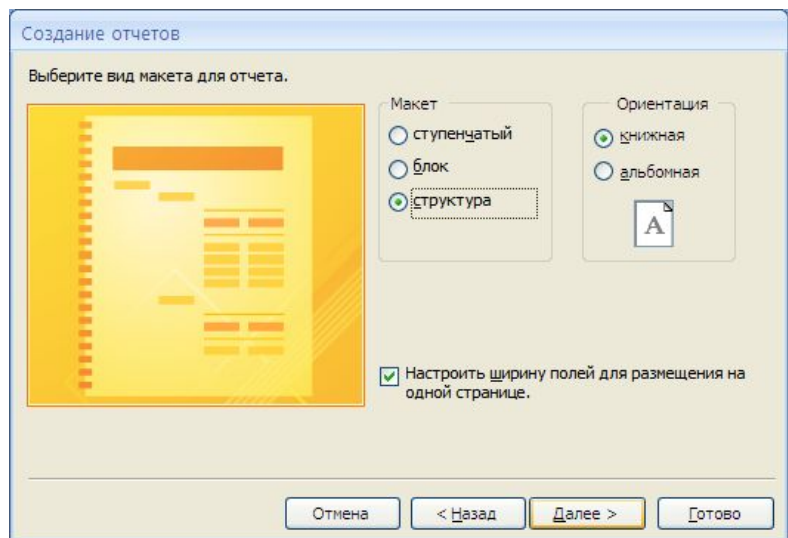 Создание отчетов
Выберите вид макета для отчета.
Макет
ступенчатый
блок
структура
Ориентация
книжная
альбомная
A
Настроить ширину полей для размещения на
одной странице.
Отмена
< Назад
Далее >
Готово